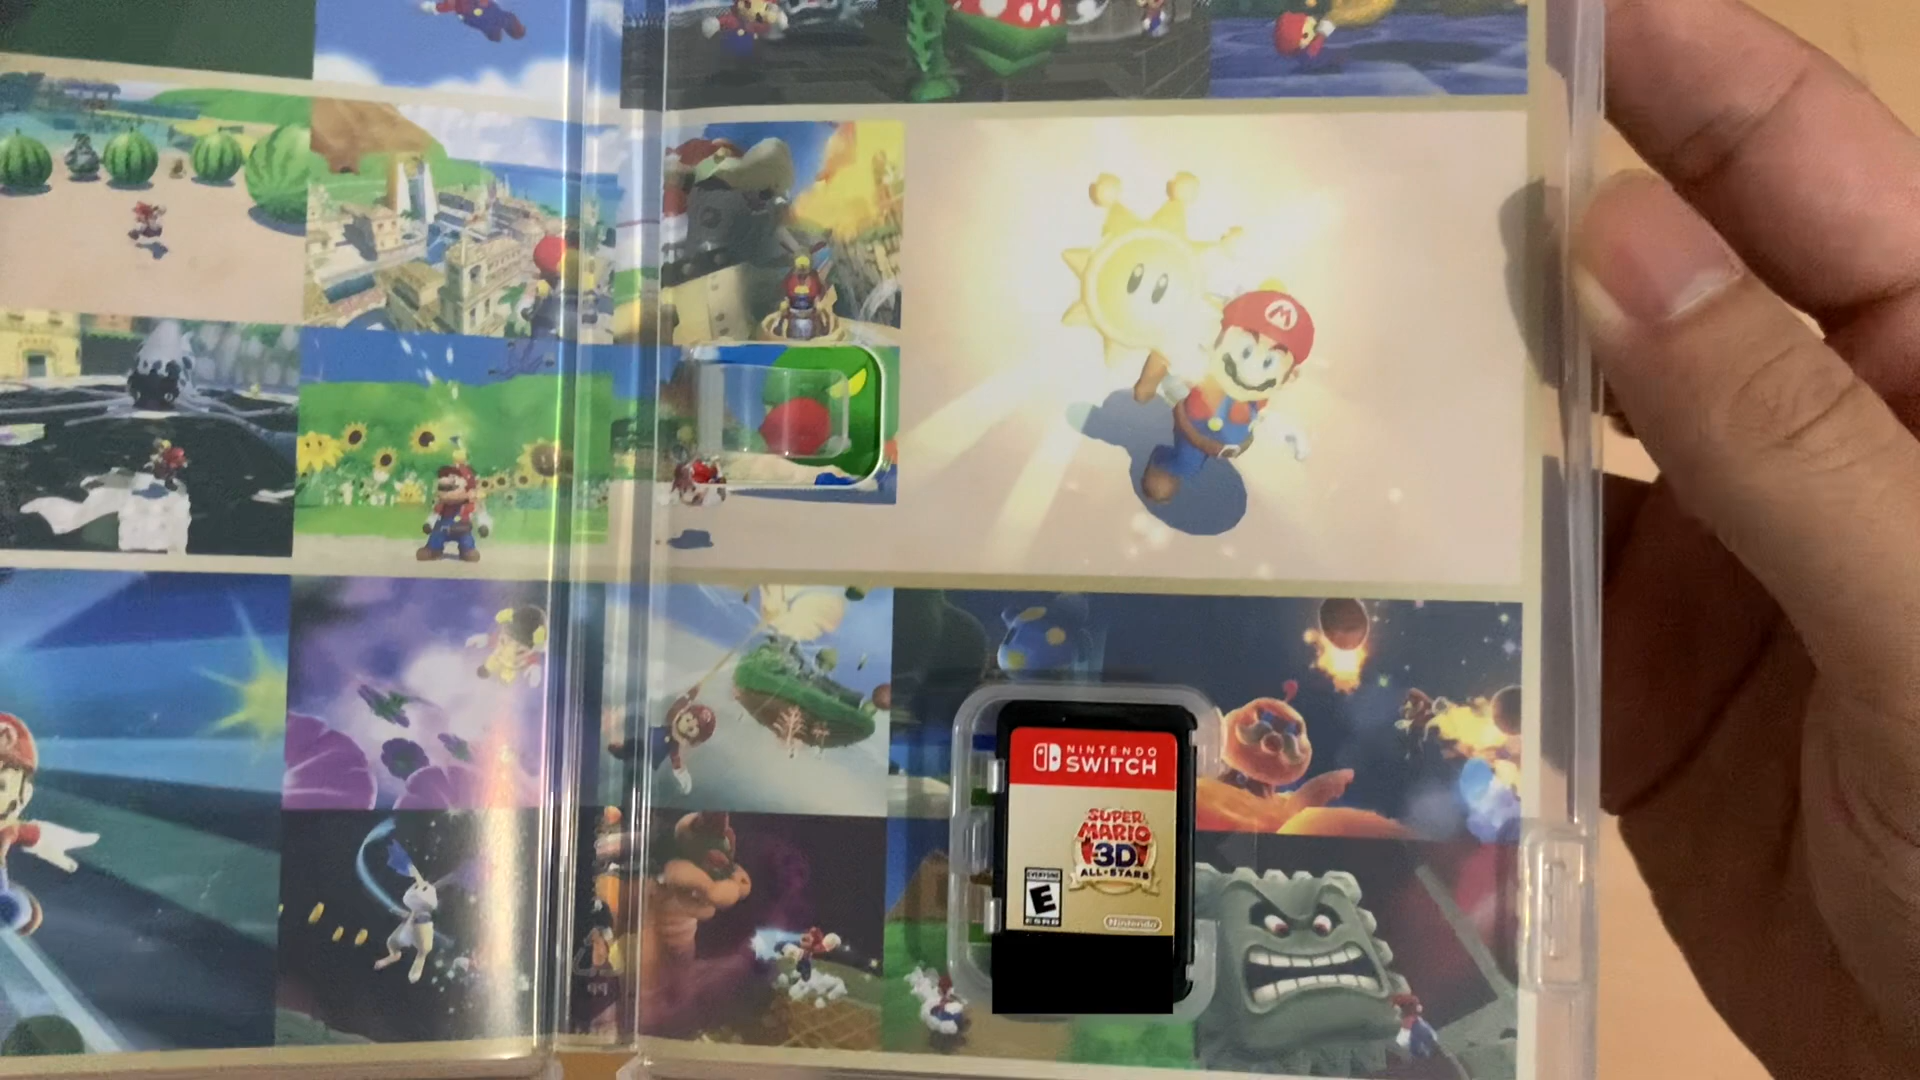 M
NINTENDO
SWITCH
SUPER
MARIO
3D
ALL★STARS
EVERYONE
E
ESRB
Nintendo